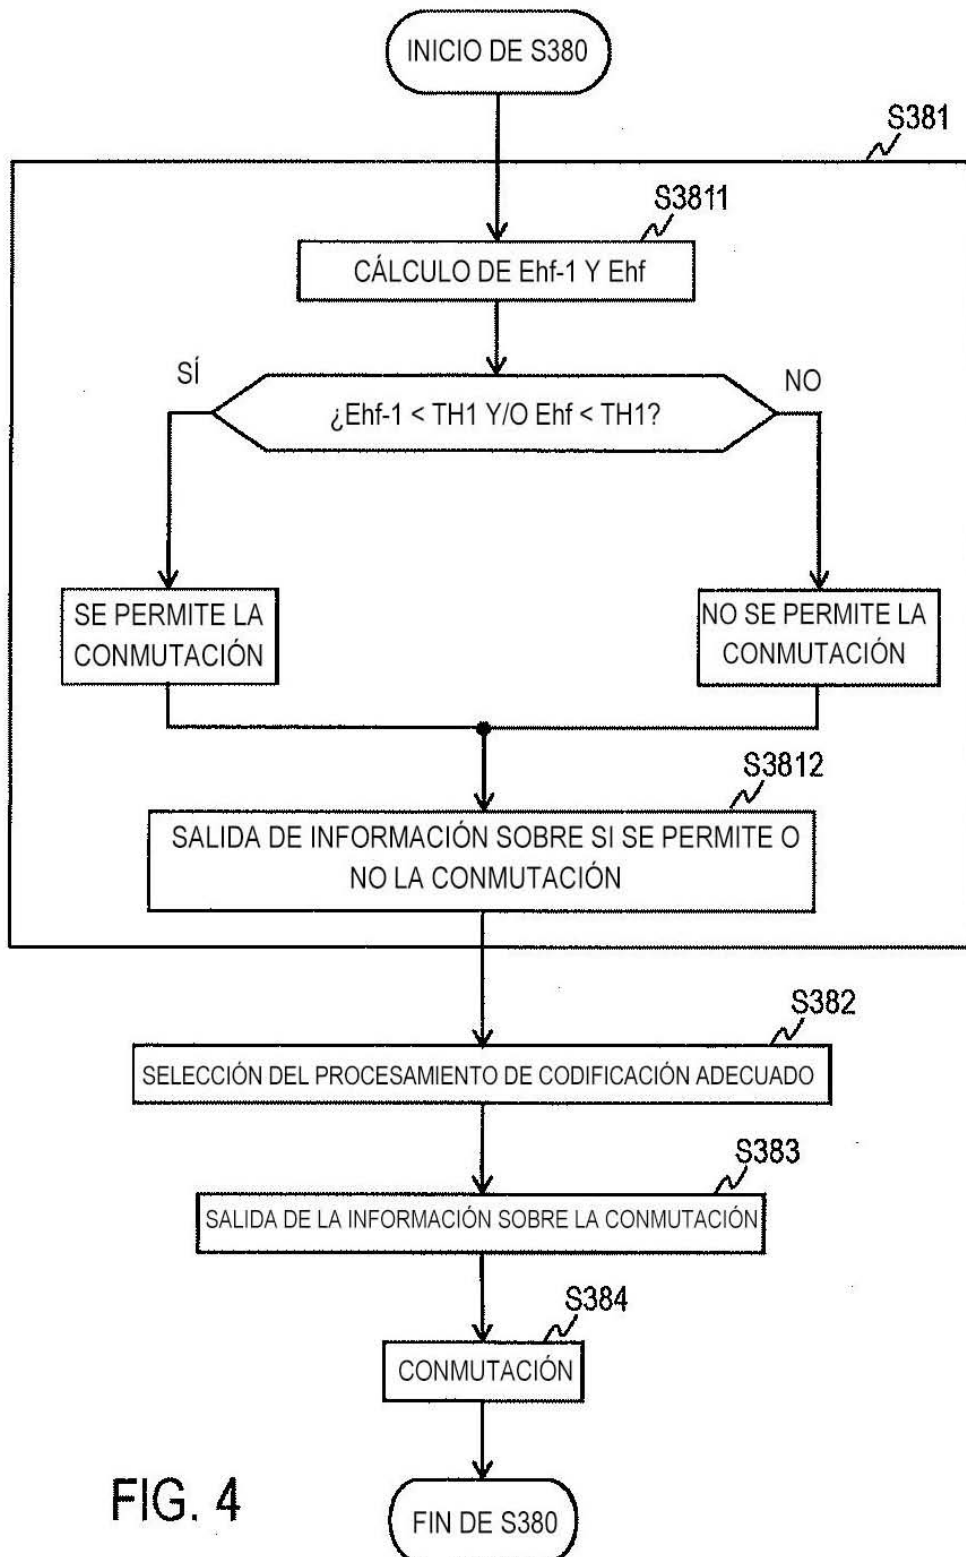 INICIO DE S380
S381
S3811
CÁLCULO DE Ehf-1 Y Ehf
SÍ
NO
¿Ehf-1 < TH1 Y/O Ehf < TH1?
SE PERMITE LA
CONMUTACIÓN
NO SE PERMITE LA
CONMUTACIÓN
S3812
SALIDA DE INFORMACIÓN SOBRE SI SE PERMITE O
NO LA CONMUTACIÓN
S382
SELECCIÓN DEL PROCESAMIENTO DE CODIFICACIÓN ADECUADO
S383
SALIDA DE LA INFORMACIÓN SOBRE LA CONMUTACIÓN
S384
CONMUTACIÓN
FIN DE S380
FIG. 4